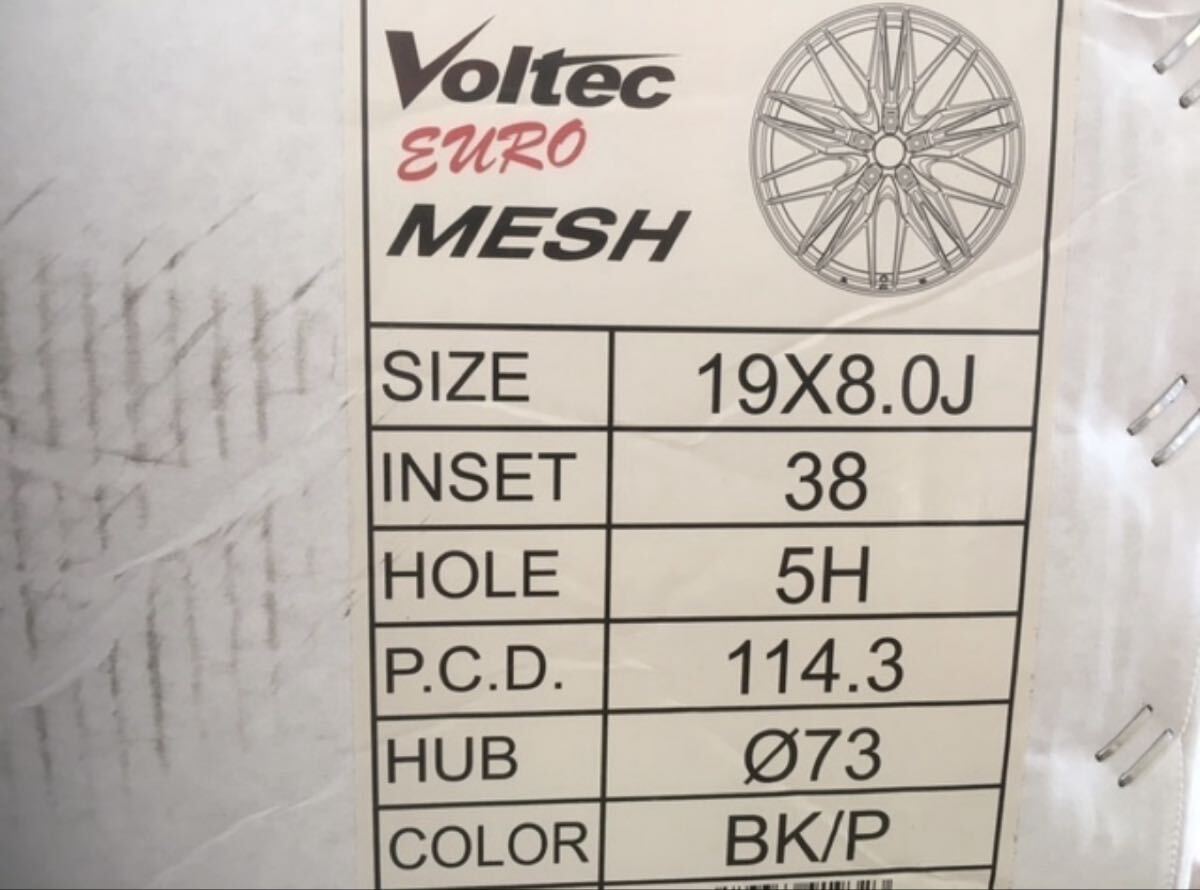 Voltec
EURO
MESH
SIZE 19X8.0J
INSET 38
HOLE 5H
P.C.D. 114.3
HUB Ø73
COLOR BK/P